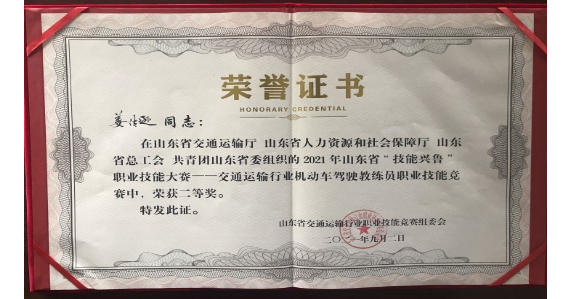 荣誉证书
HONORARY CREDENTIAL
同志:
在山东省交通运输厅 山东省人力资源和社会保障厅 山东
省总工会 共青团山东省委组织的2021年山东省“技能兴鲁”
职业技能大赛——交通运输行业机动车驾驶教练员职业技能竞
赛中,荣获二等奖。
特发此证。
山东省交通运输行业职业技能竞赛组委会
二〇 一年九月二日